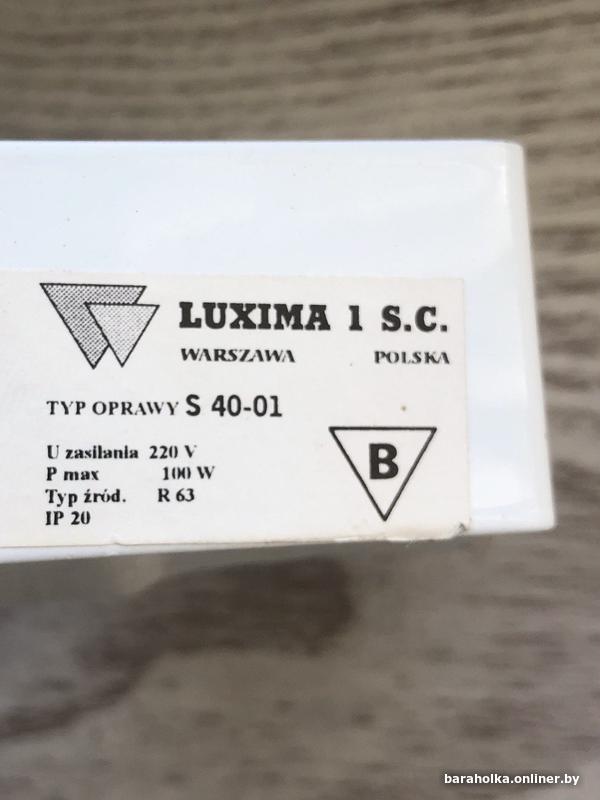 LUXIMA 1 S.C.
WARSZAWA POLSKA
TYP OPRAWY S 40-01
U zasilania 220 V
P max 100 W
Typ źród. R 63
IP 20
B
baraholka.onliner.by